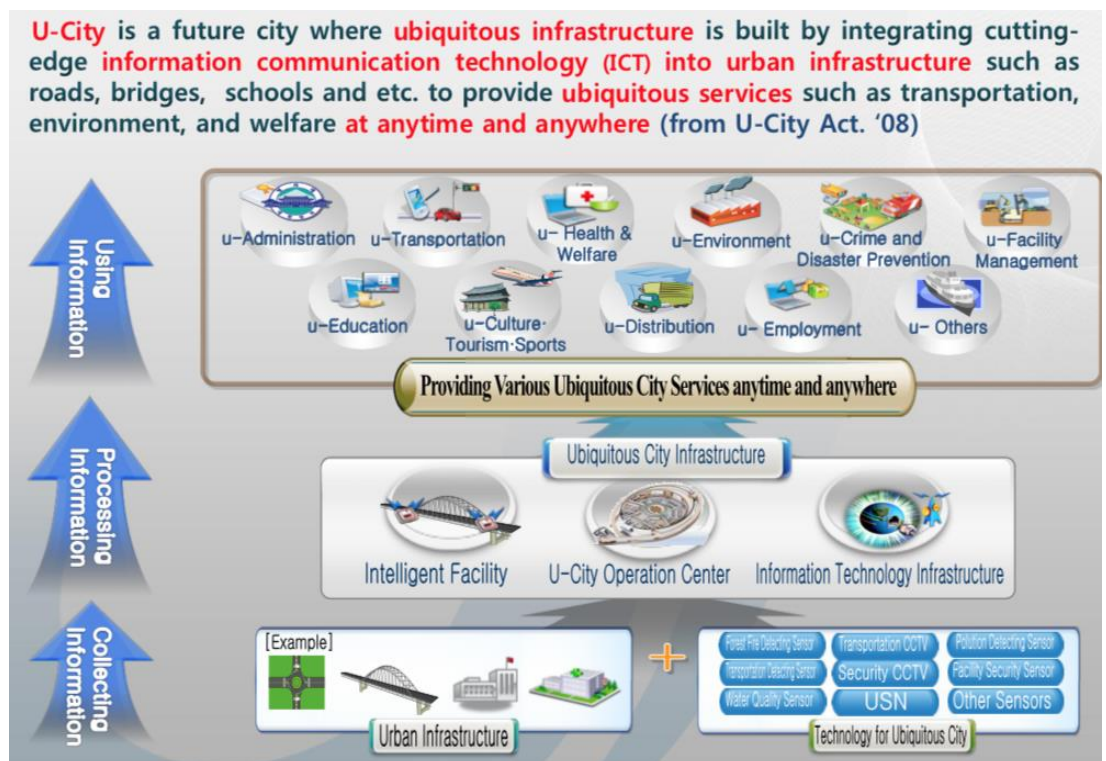 U-City is a future city where ubiquitous infrastructure is built by integrating cutting-
edge information communication technology (ICT) into urban infrastructure such as
roads, bridges, schools and etc. to provide ubiquitous services such as transportation,
environment, and welfare at anytime and anywhere (from U-City Act. ‘08)
Using
Information
u-Administration
u-Transportation
u- Health &
Welfare
u-Environment
u-Crime and
Disaster Prevention
u-Facility
Management
u-Education
u-Culture·
Tourism·Sports
u-Distribution
u- Employment
u- Others
Providing Various Ubiquitous City Services anytime and anywhere
Processing
Information
Ubiquitous City Infrastructure
Intelligent Facility
U-City Operation Center
Information Technology Infrastructure
Collecting
Information
[Example]
Urban Infrastructure
Forest Fire Detecting Sensor
Transportation CCTV
Polution Detecting Sensor
Transportation Detecting Sensor
Security CCTV
Facility Security Sensor
Water Quality Sensor
USN
Other Sensors
Technology for Ubiquitous City